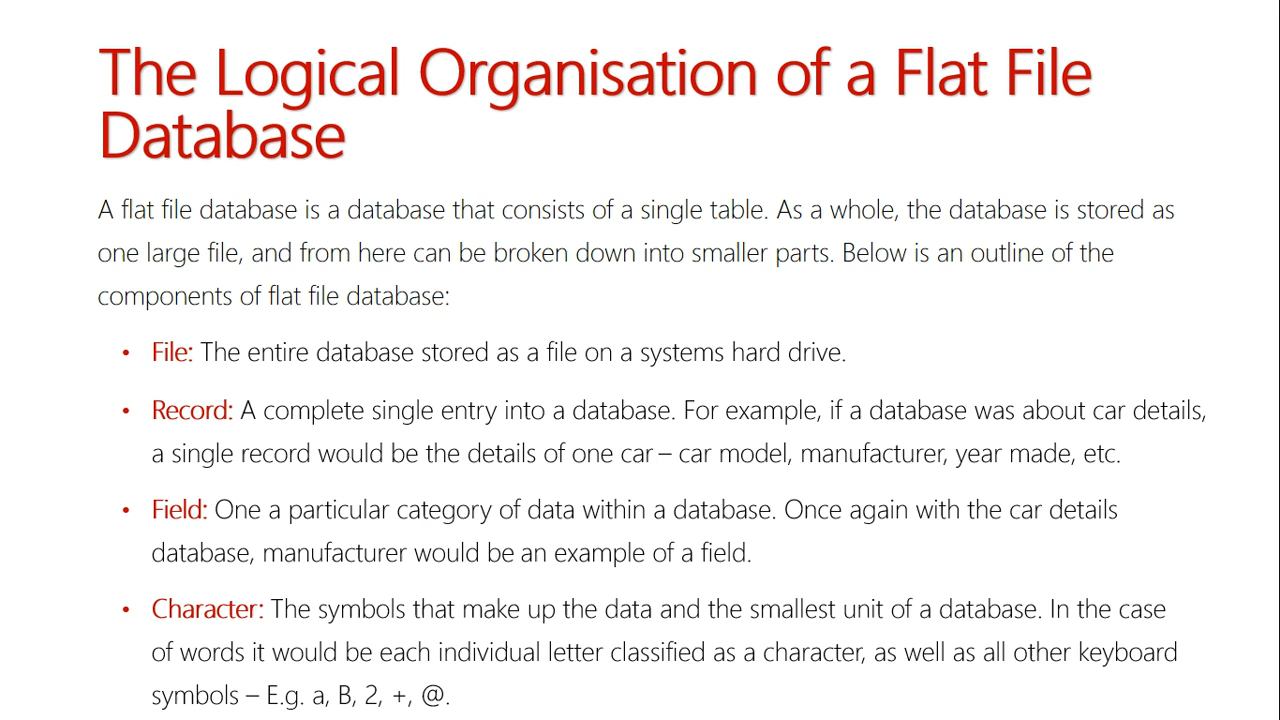 The Logical Organisation of a Flat File
Database
A flat file database is a database that consists of a single table. As a whole, the database is stored as
one large file, and from here can be broken down into smaller parts. Below is an outline of the
components of flat file database:
• File: The entire database stored as a file on a systems hard drive.
• Record: A complete single entry into a database. For example, if a database was about car details,
a single record would be the details of one car – car model, manufacturer, year made, etc.
• Field: One a particular category of data within a database. Once again with the car details
database, manufacturer would be an example of a field.
• Character: The symbols that make up the data and the smallest unit of a database. In the case
of words it would be each individual letter classified as a character, as well as all other keyboard
symbols – E.g. a, B, 2, +, @.